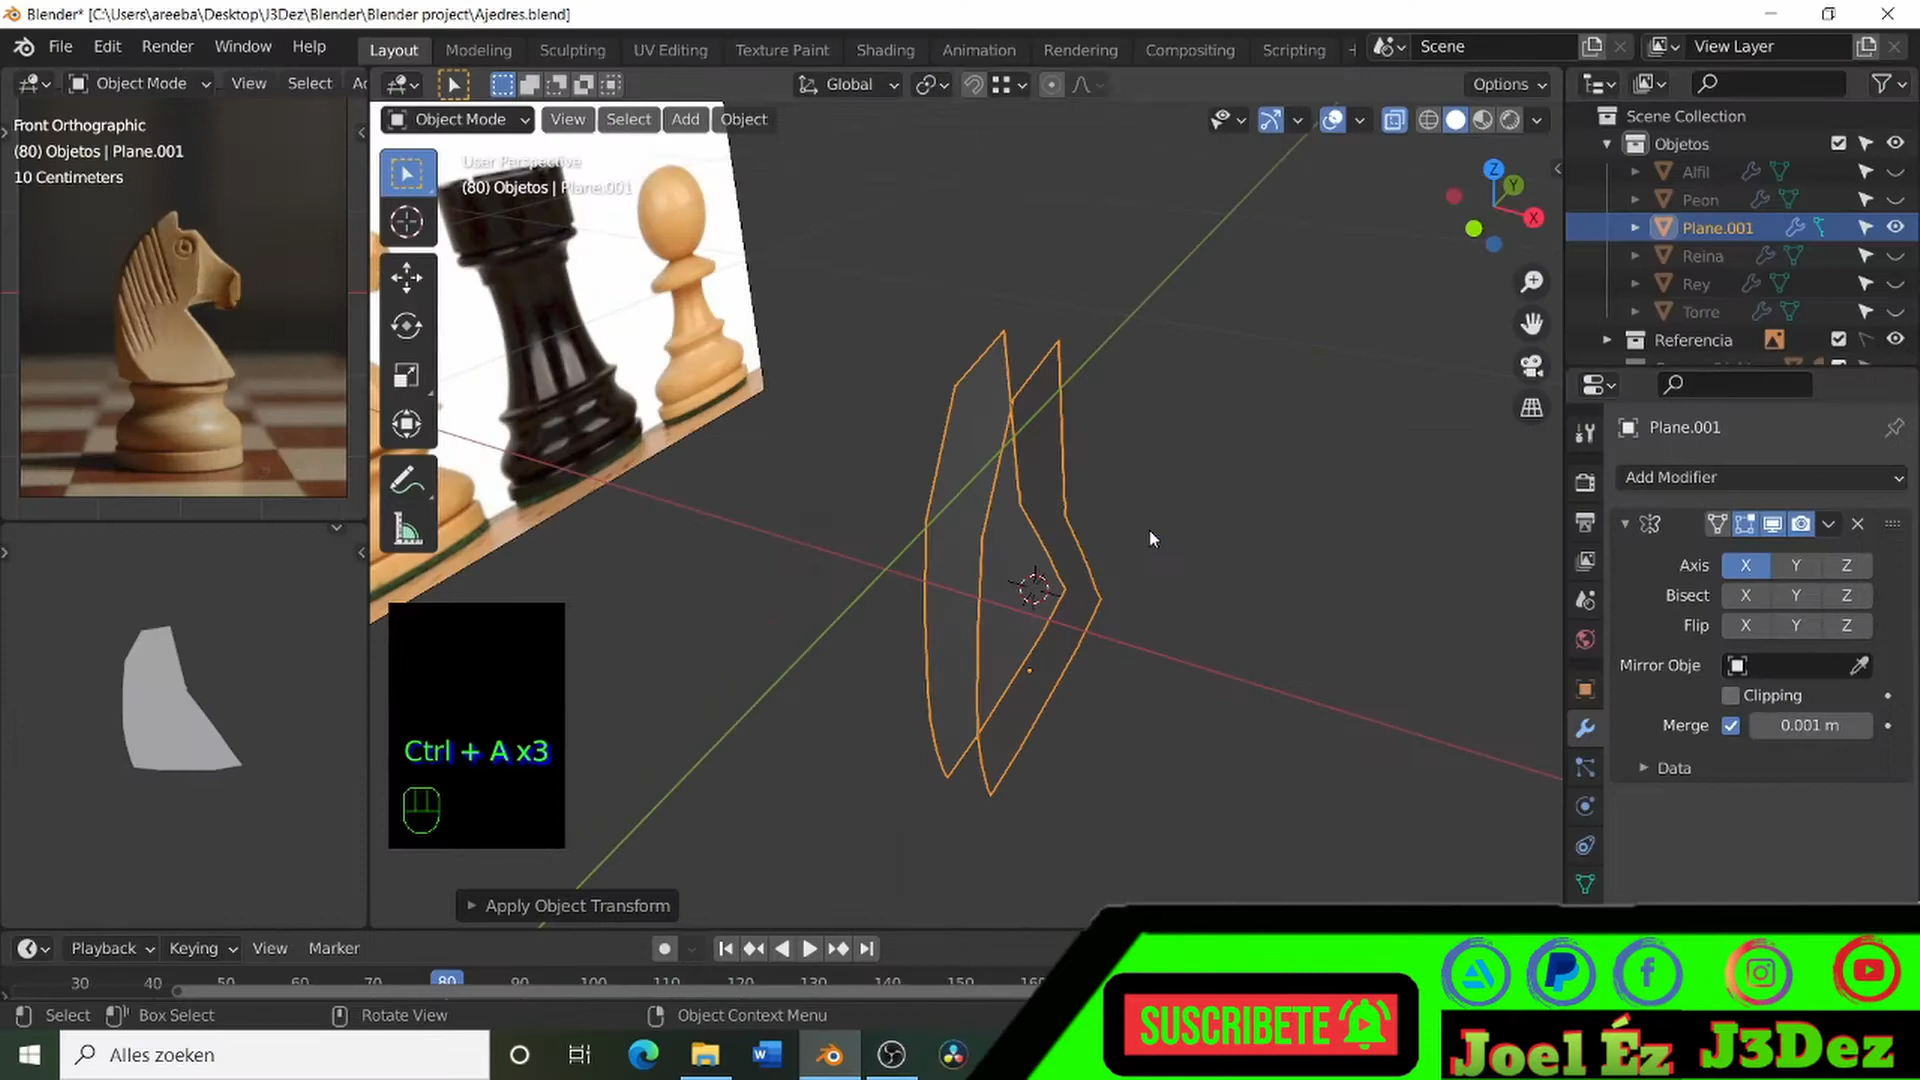 Blender* [C:\Users\areeba\Desktop\J3Dez\Blender\Blender project\Ajedres.blend]
File Edit Render Window Help
Layout Modeling Sculpting UV Editing Texture Paint Shading Animation Rendering Compositing Scripting
Scene
View Layer
Object Mode View Select
Global
Options
Object Mode View Select Add Object
Front Orthographic
(80) Objetos | Plane.001
10 Centimeters
User Perspective
(80) Objetos | Plane.001
Z
Y
X
Scene Collection
Objetos
Alfil
Peon
Plane.001
Reina
Rey
Torre
Referencia
Plane.001
Add Modifier
Axis X Y Z
Bisect X Y Z
Flip X Y Z
Mirror Obje
Clipping
Merge 0.001 m
Data
Ctrl + A x3
Apply Object Transform
Playback Keying View Marker
30 40 50 60 70 80 90 100 110 120 130 140 150
Select Box Select Rotate View Object Context Menu
Alles zoeken
SUSCRIBETE
Joel Éz J3Dez